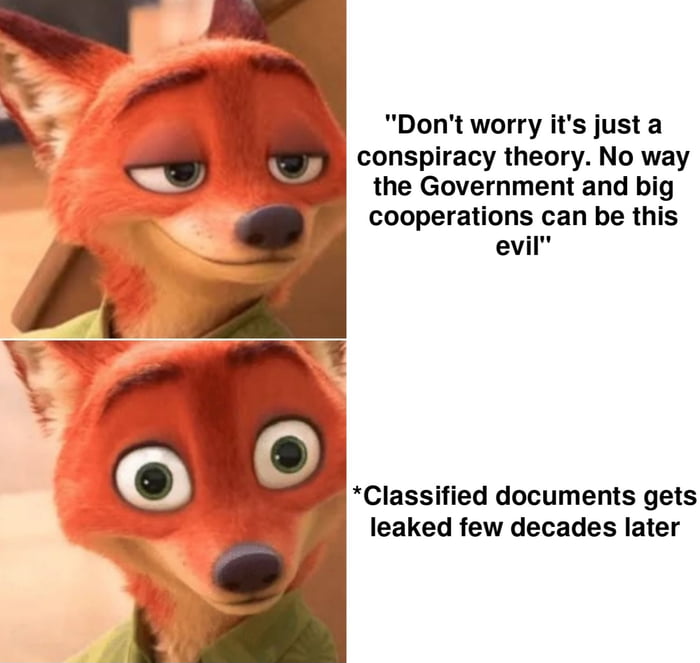 "Don't worry it's just a
conspiracy theory. No way
the Government and big
cooperations can be this
evil"
*Classified documents gets
leaked few decades later